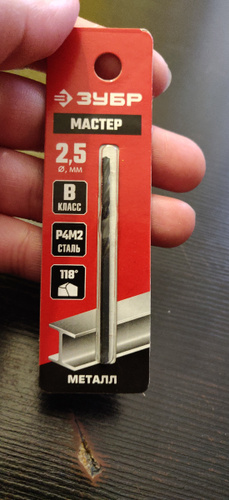 ЗУБР
МАСТЕР
2,5
Ø, ММ
В
КЛАСС
Р4М2
СТАЛЬ
118°
МЕТАЛЛ